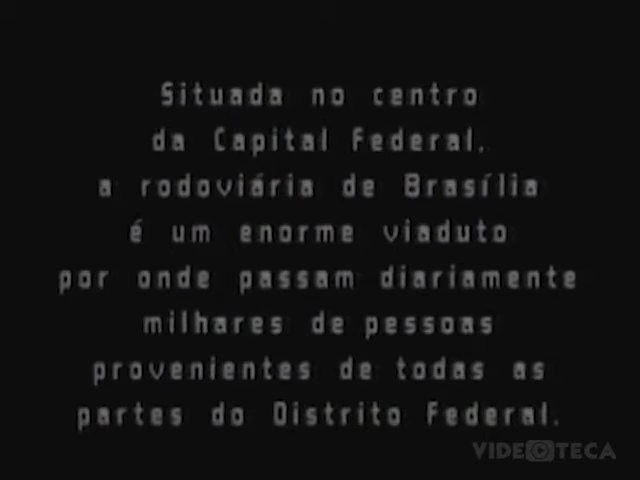 Situada no centro
da Capital Federal,
a rodoviária de Brasília
é um enorme viaduto
por onde passam diariamente
milhares de pessoas
provenientes de todas as
partes do Distrito Federal.
VIDEOTECA